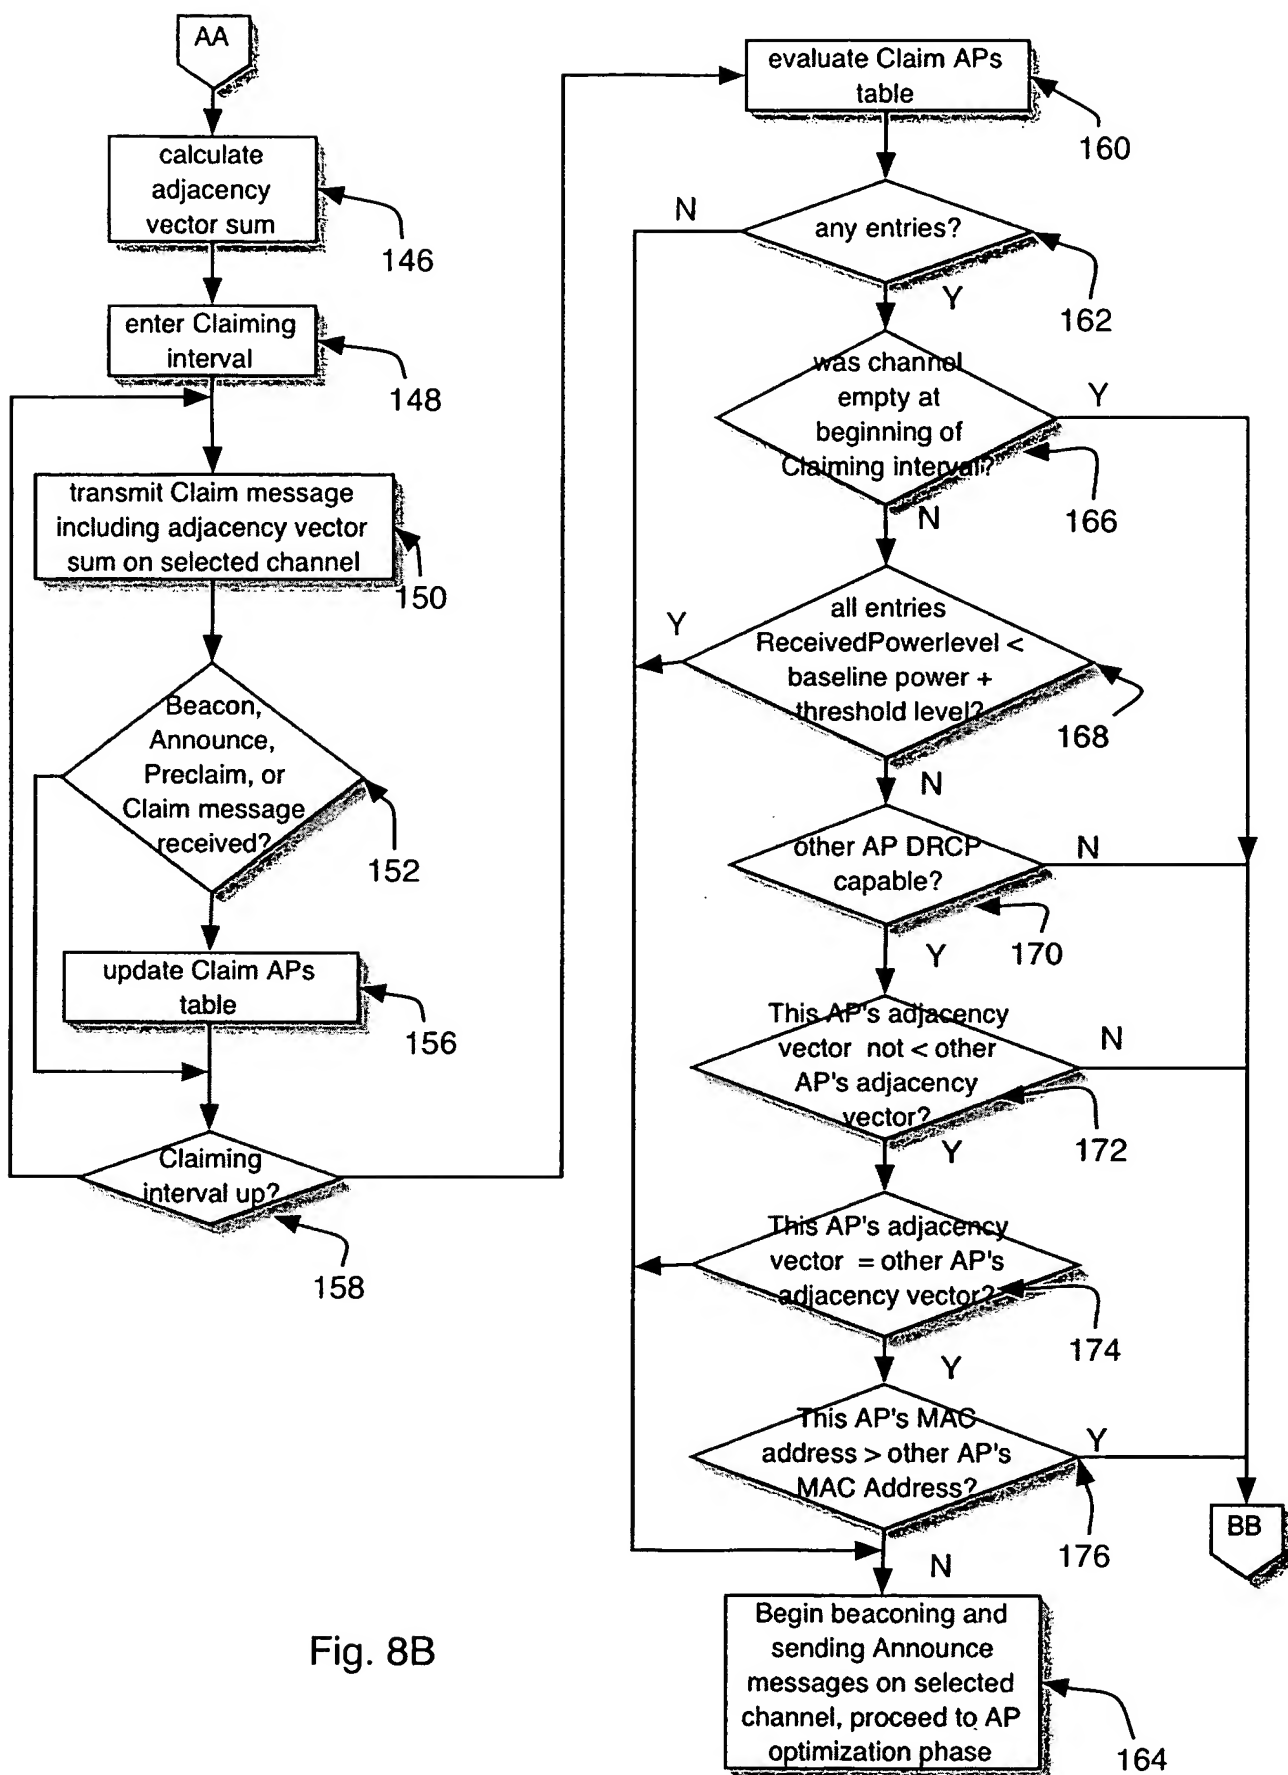 AA
calculate
adjacency
vector sum
146
enter Claiming
interval
148
transmit Claim message
including adjacency vector
sum on selected channel
150
Beacon,
Announce,
Preclaim, or
Claim message
received?
152
update Claim APs
table
156
Claiming
interval up?
158
evaluate Claim APs
table
160
any entries?
N
Y
162
was channel
empty at
beginning of
Claiming interval?
Y
N
166
all entries
ReceivedPowerlevel <
baseline power +
threshold level?
Y
N
168
other AP DRCP
capable?
N
Y
170
This AP's adjacency
vector not < other
AP's adjacency
vector?
N
Y
172
This AP's adjacency
vector = other AP's
adjacency vector?
174
Y
This AP's MAC
address > other AP's
MAC Address?
Y
N
176
BB
Begin beaconing and
sending Announce
messages on selected
channel, proceed to AP
optimization phase
164
Fig. 8B